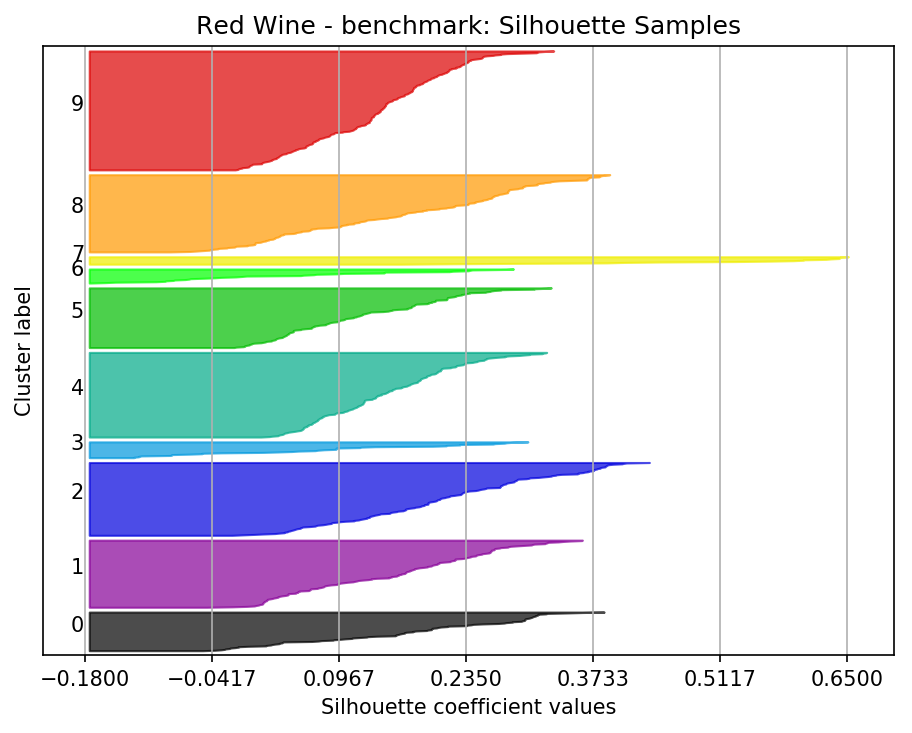 Red Wine - benchmark: Silhouette Samples
9
8
7
6
5
4
3
2
1
0
Cluster label
−0.1800 −0.0417 0.0967 0.2350 0.3733 0.5117 0.6500
Silhouette coefficient values